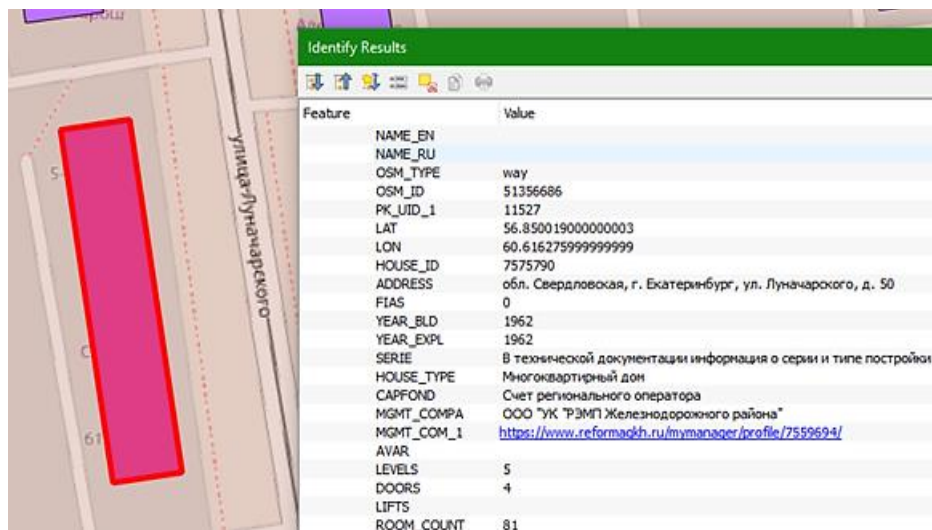 Identify Results
Feature Value
NAME_EN
NAME_RU
OSM_TYPE way
OSM_ID 51356686
PK_UID_1 11527
LAT 56.850019000000003
LON 60.616275999999999
HOUSE_ID 7575790
ADDRESS обл. Свердловская, г. Екатеринбург, ул. Луначарского, д. 50
FIAS 0
YEAR_BLD 1962
YEAR_EXPL 1962
SERIE В технической документации информация о серии и типе постройки
HOUSE_TYPE Многоквартирный дон
CAPFOND Счет регионального оператора
MGMT_COMPA ООО "УК "РЭМП Железнодорожного района"
MGMT_COM_1 https://www.reformagkh.ru/mymanager/profile/7559694/
AVAR
LEVELS 5
DOORS 4
LIFTS
ROOM_COUNT 81
улица Луначарского